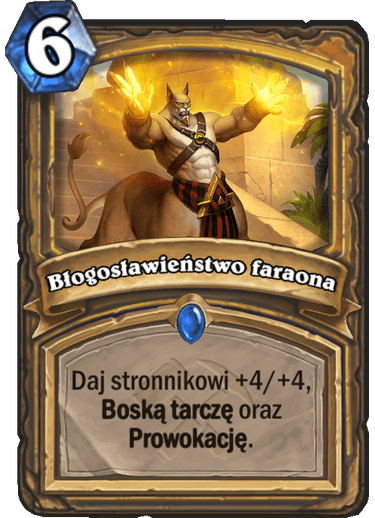 6
Błogosławieństwo faraona
Daj stronnikowi +4/+4,
Boską tarczę oraz
Prowokację.